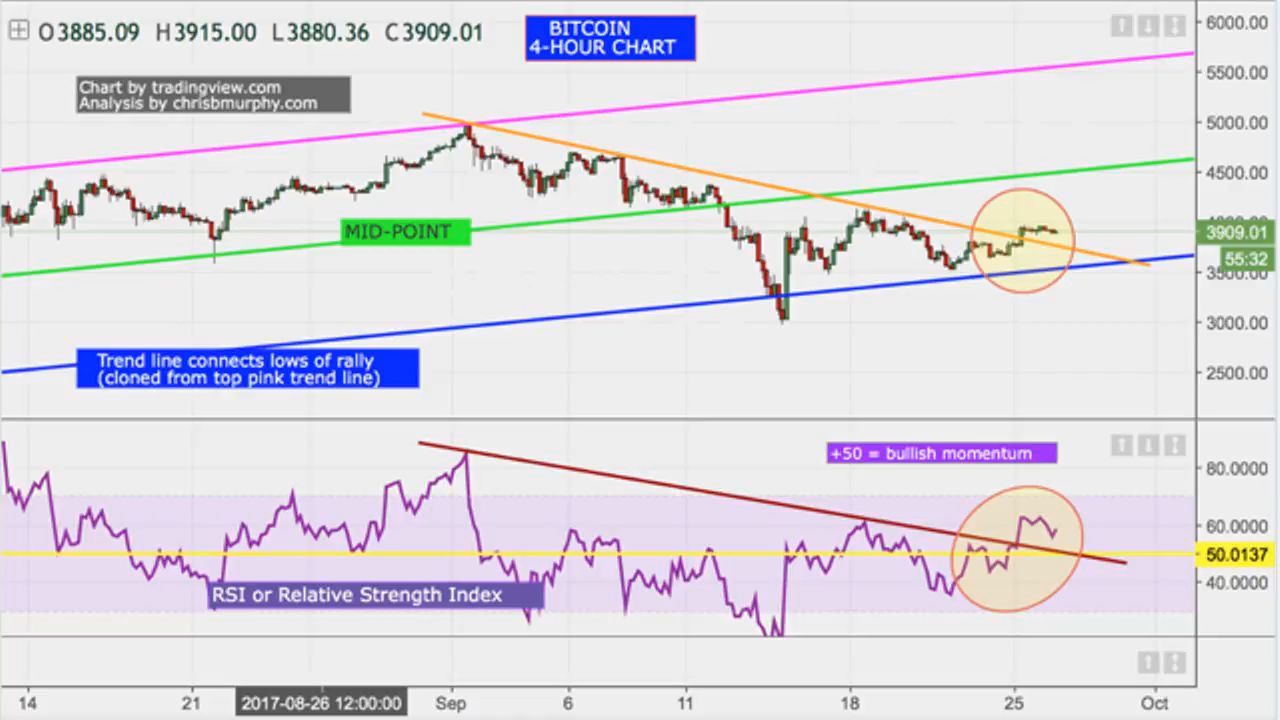 O3885.09 H3915.00 L3880.36 C3909.01
BITCOIN
4-HOUR CHART
Chart by tradingview.com
Analysis by chrisbmurphy.com
6000.00
5500.00
5000.00
4500.00
4000.00
MID-POINT
3909.01
55:32
3500.00
3000.00
Trend line connects lows of rally
(cloned from top pink trend line)
2500.00
+50 = bullish momentum
80.0000
60.0000
50.0137
40.0000
RSI or Relative Strength Index
14 21 2017-08-26 12:00:00 Sep 6 11 18 25 Oct